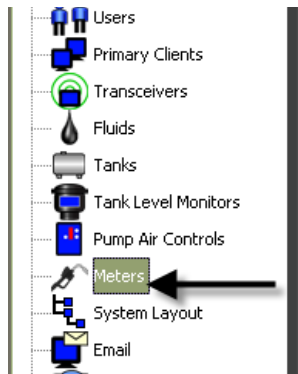 Users
Primary Clients
Transceivers
Fluids
Tanks
Tank Level Monitors
Pump Air Controls
Meters
System Layout
Email